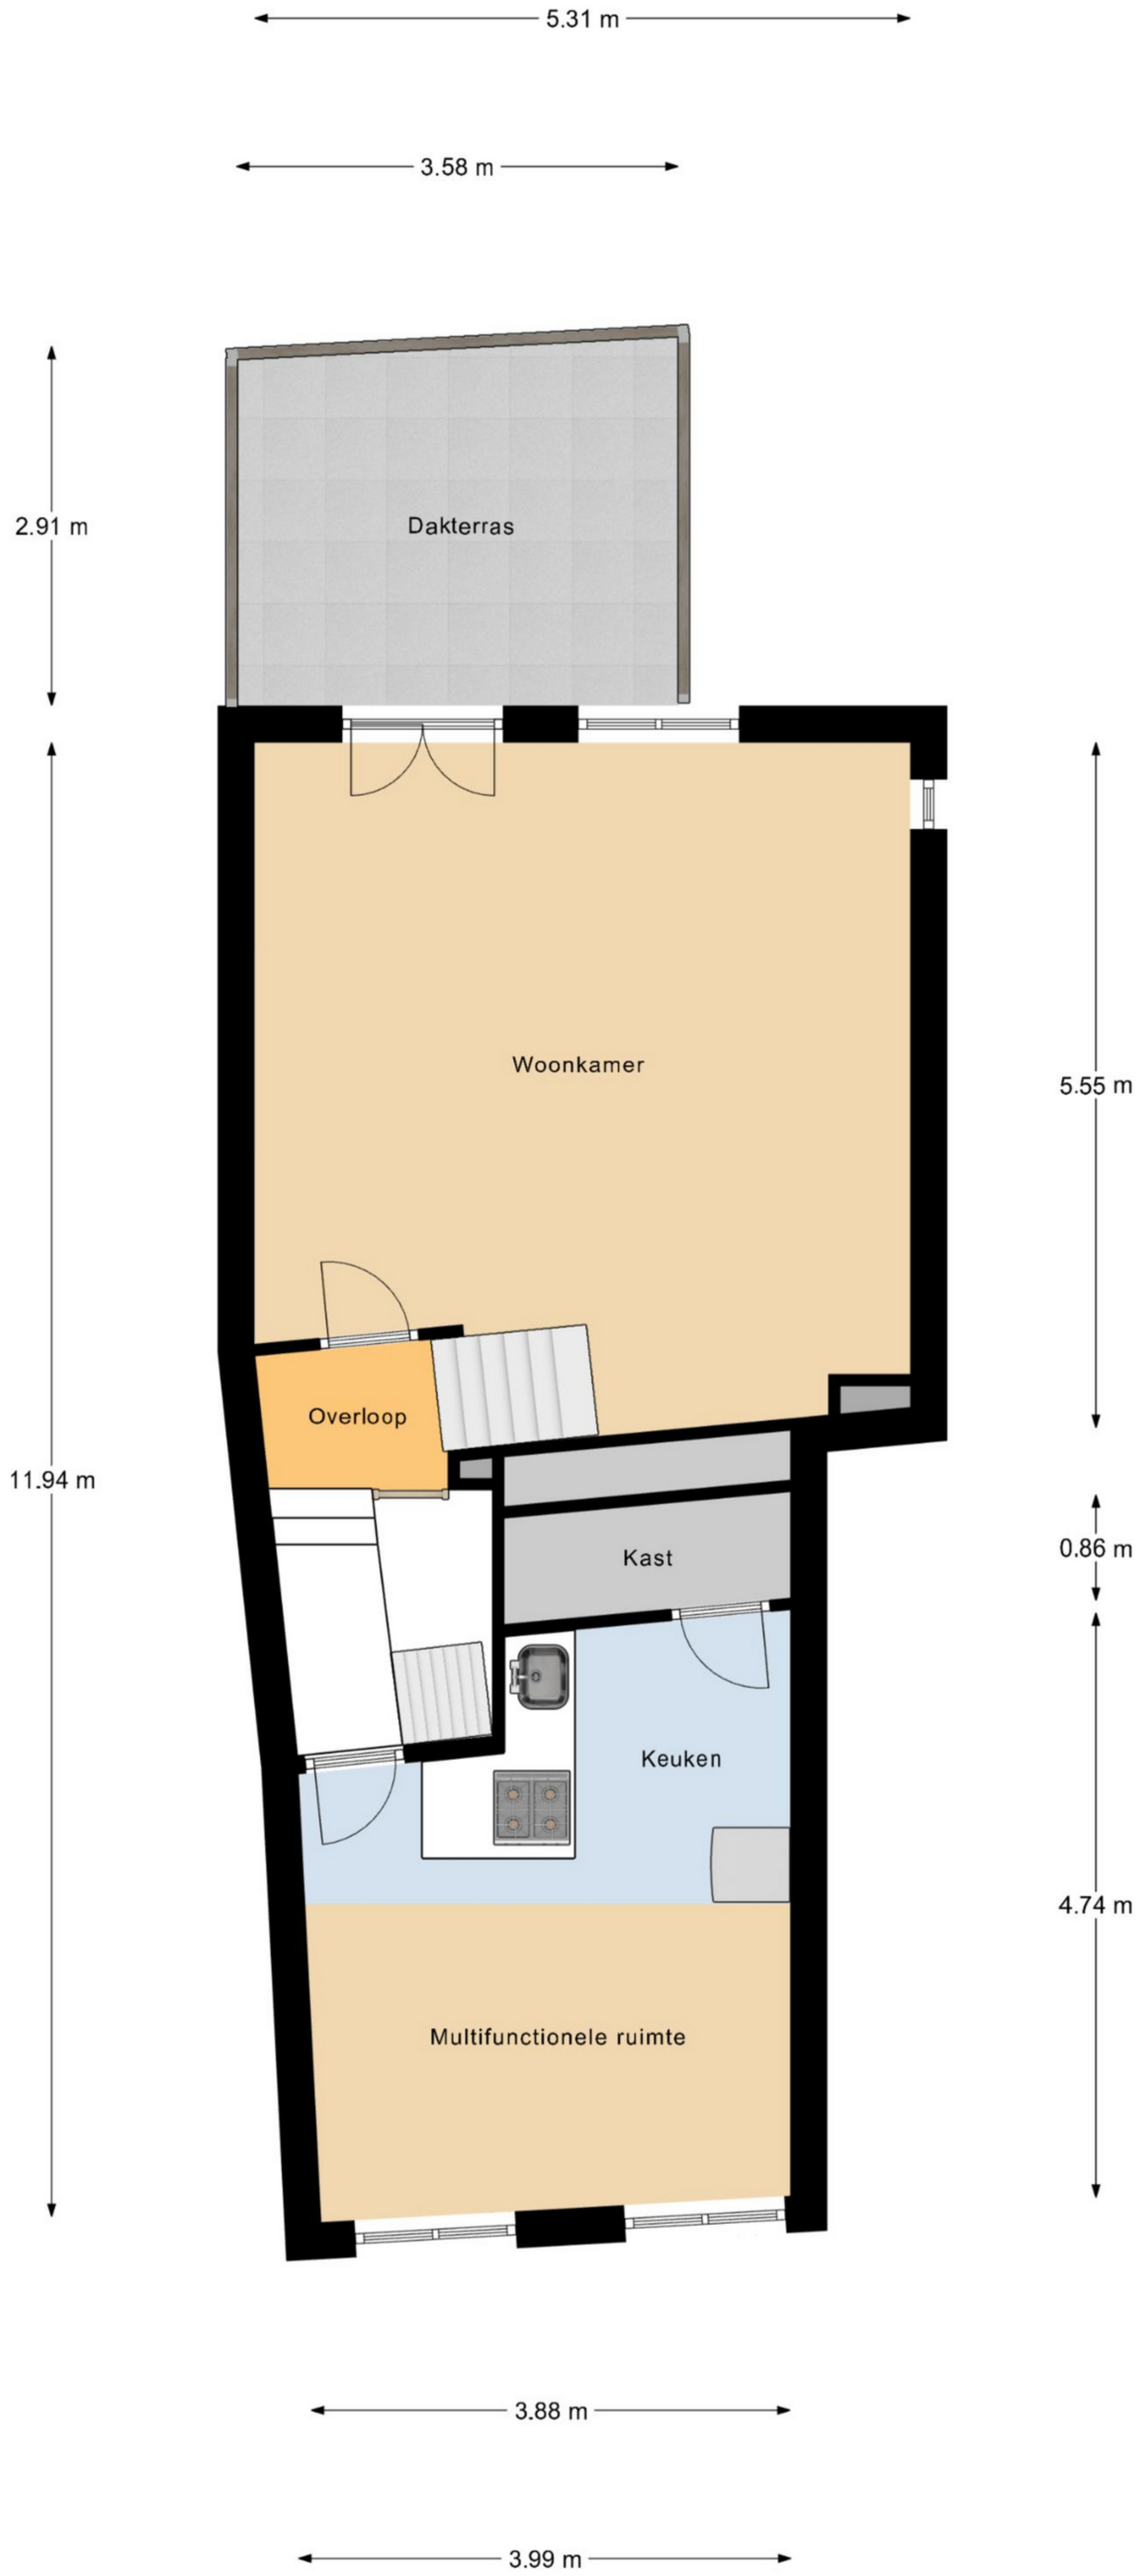 5.31 m
3.58 m
2.91 m
Dakterras
Woonkamer
5.55 m
Overloop
11.94 m
0.86 m
Kast
Keuken
4.74 m
Multifunctionele ruimte
3.88 m
3.99 m